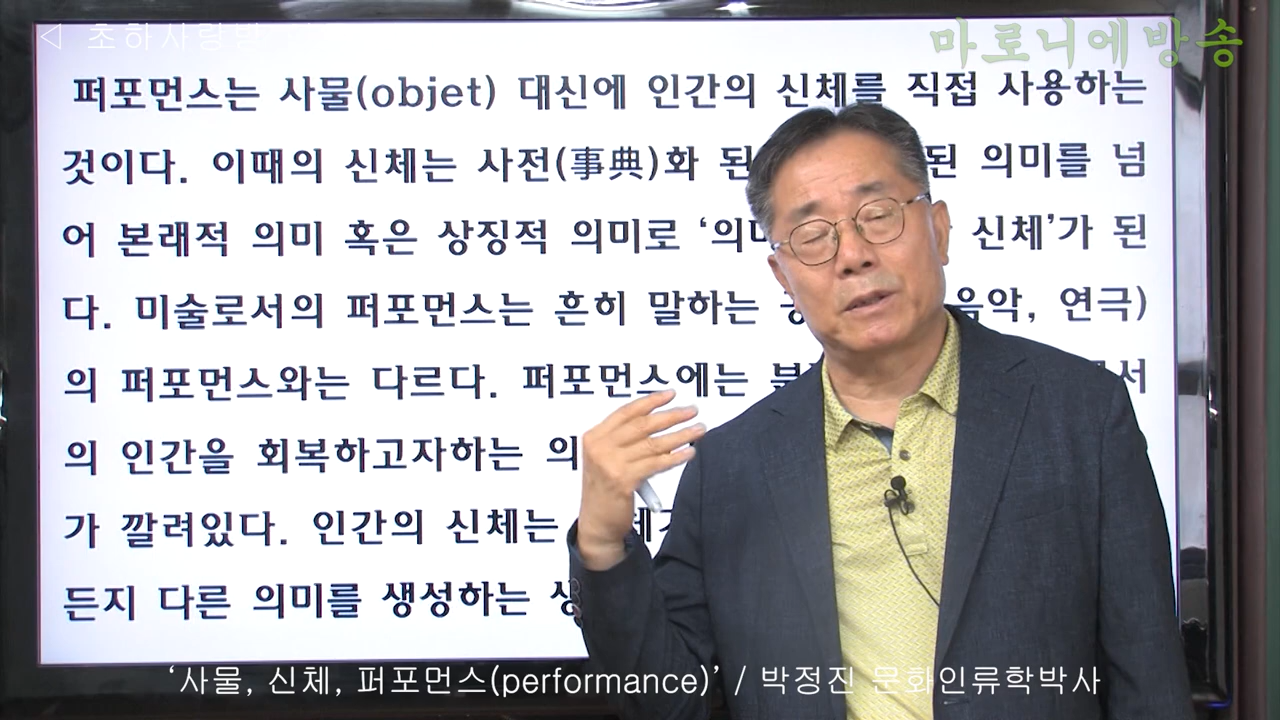 ◁ 초하사랑방
마로니에방송
퍼포먼스는 사물(objet) 대신에 인간의 신체를 직접 사용하는
것이다. 이때의 신체는 사전(事典)화 된 된 의미를 넘
어 본래적 의미 혹은 상징적 의미로 ‘의미 신체’가 된
다. 미술로서의 퍼포먼스는 흔히 말하는 음악, 연극)
의 퍼포먼스와는 다르다. 퍼포먼스에는
의 인간을 회복하고자하는
가 깔려있다. 인간의 신체는
든지 다른 의미를 생성하는
‘사물, 신체, 퍼포먼스(performance)’ / 박정진 문화인류학박사